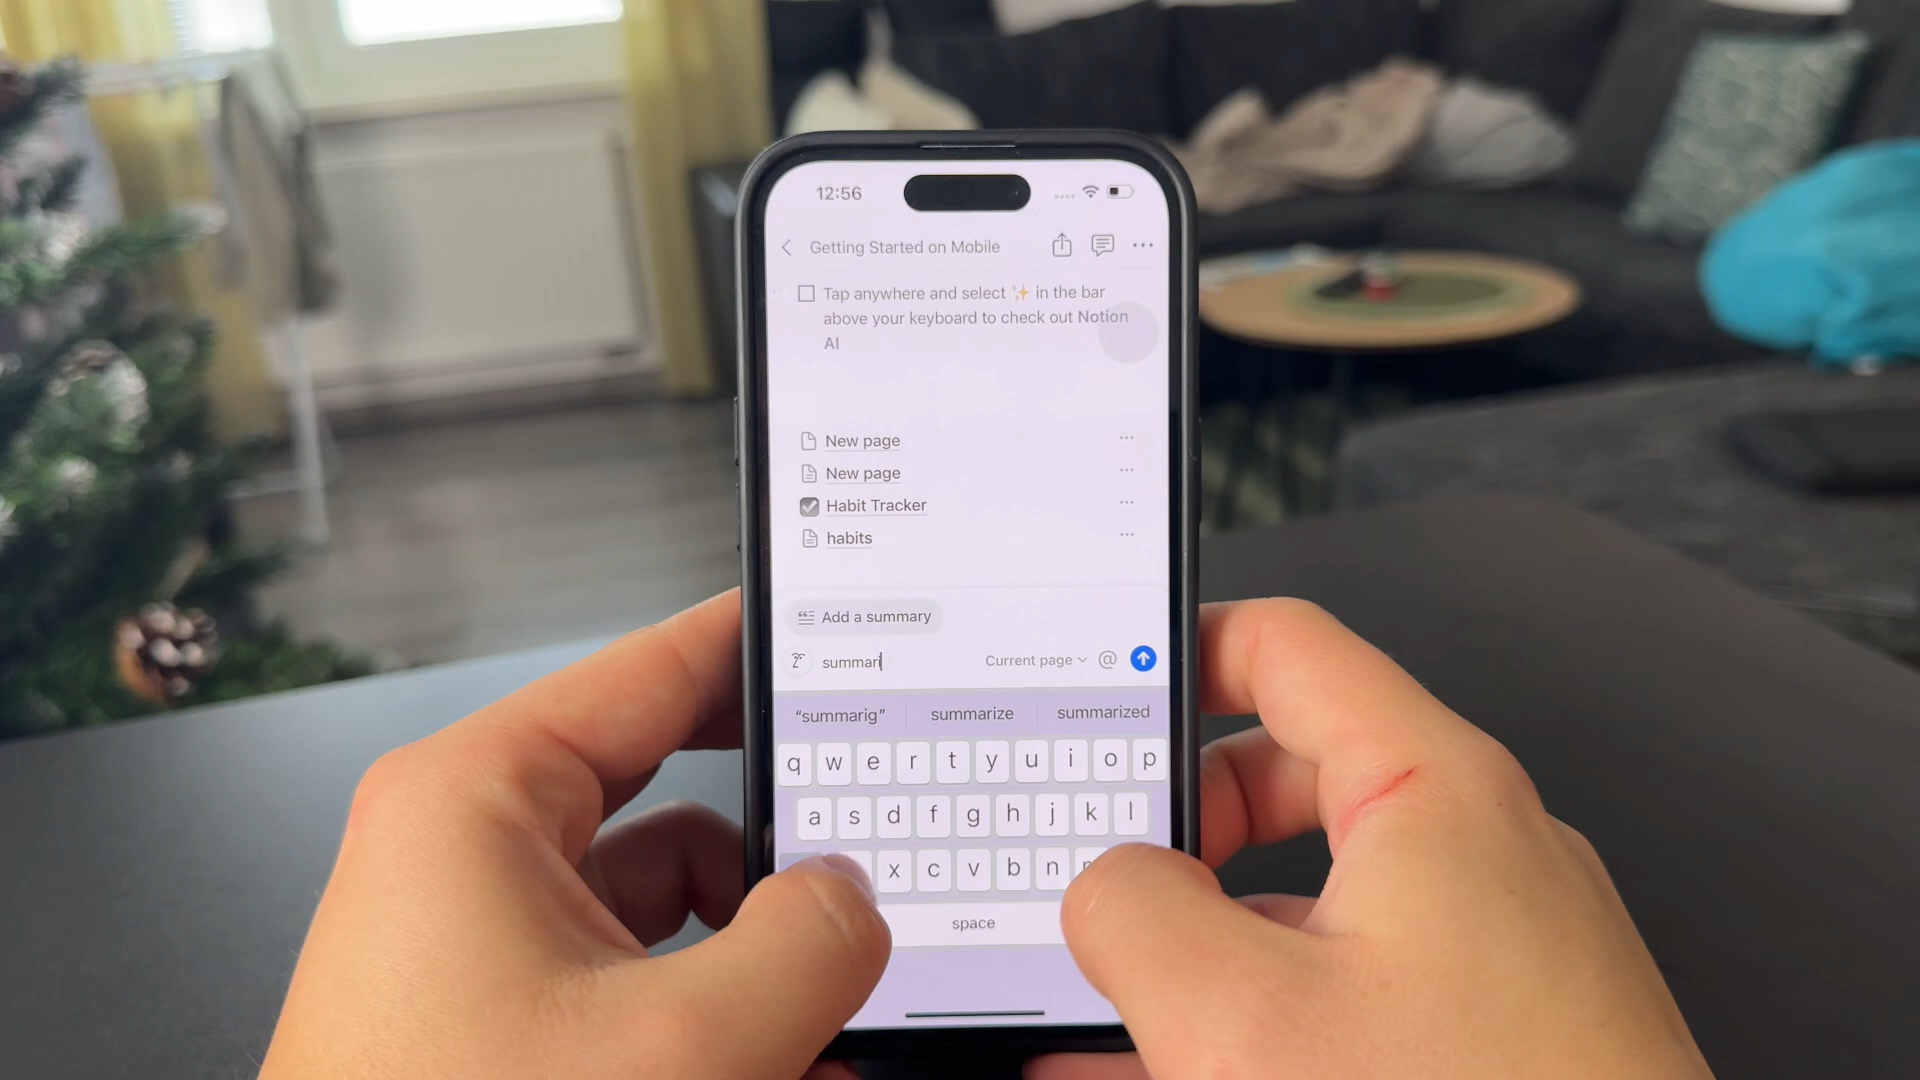 12:56
Getting Started on Mobile
Tap anywhere and select ✨ in the bar
above your keyboard to check out Notion
AI
New page
New page
Habit Tracker
habits
Add a summary
summari
Current page
@
“summarig” summarize summarized
q w e r t y u i o p
a s d f g h j k l
x c v b n
space